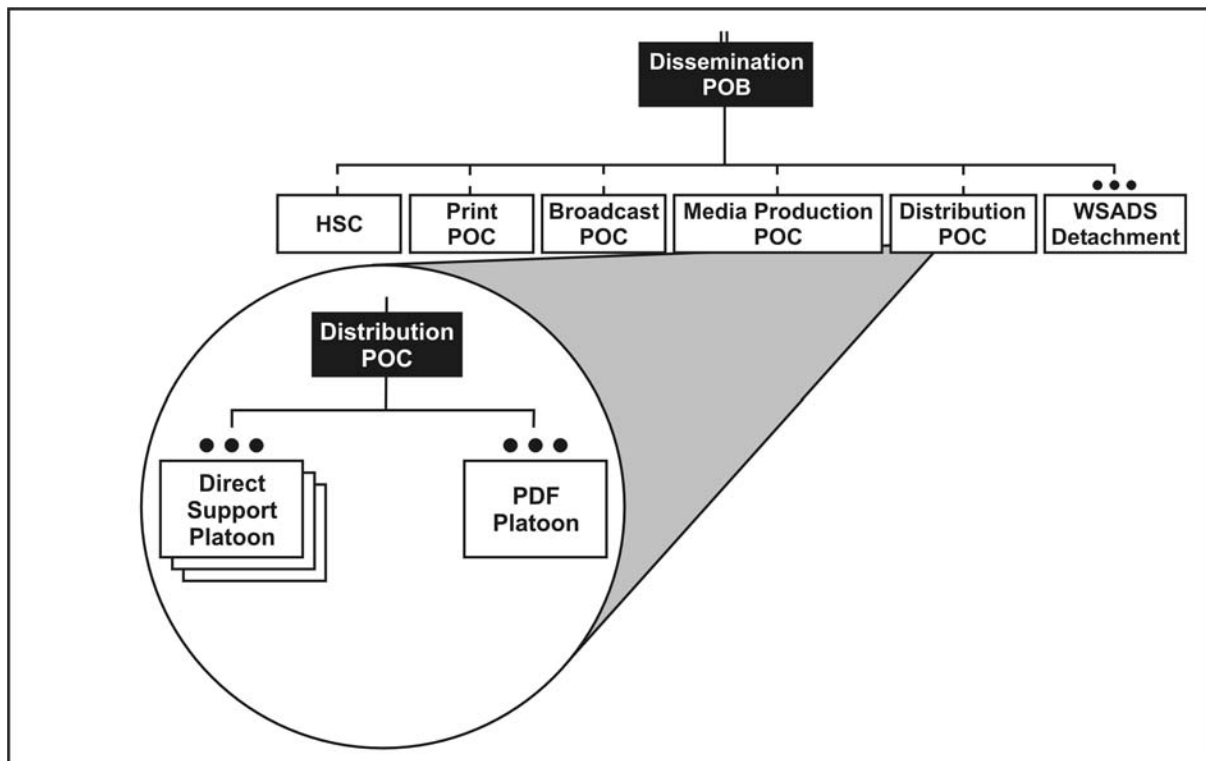 Dissemination
POB
HSC
Print
POC
Broadcast
POC
Media Production
POC
Distribution
POC
WSADS
Detachment
Distribution
POC
Direct
Support
Platoon
PDF
Platoon